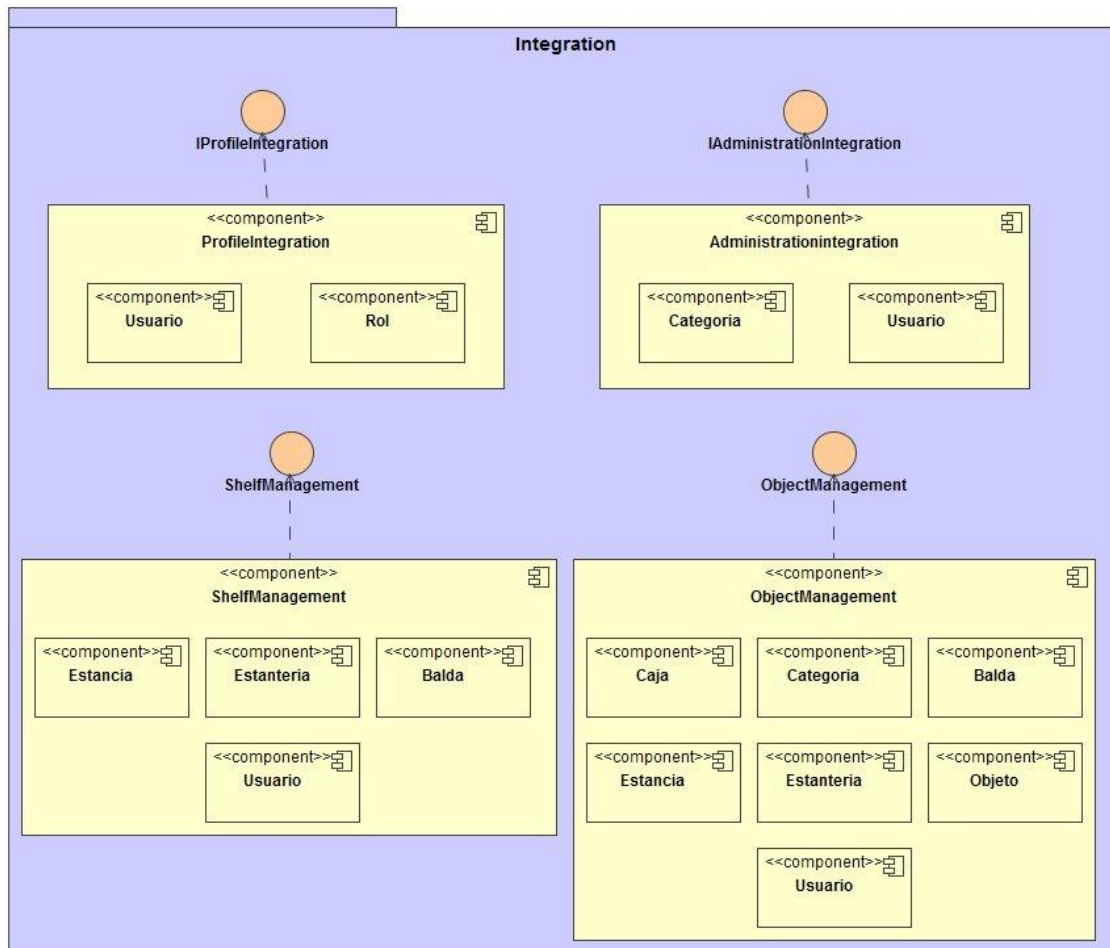 Integration
IProfileIntegration
IAdministrationIntegration
<<component>>
ProfileIntegration
<<component>>
Usuario
<<component>>
Rol
<<component>>
Administrationintegration
<<component>>
Categoria
<<component>>
Usuario
ShelfManagement
ObjectManagement
<<component>>
ShelfManagement
<<component>>
Estancia
<<component>>
Estanteria
<<component>>
Balda
<<component>>
Usuario
<<component>>
ObjectManagement
<<component>>
Caja
<<component>>
Categoria
<<component>>
Balda
<<component>>
Estancia
<<component>>
Estanteria
<<component>>
Objeto
<<component>>
Usuario